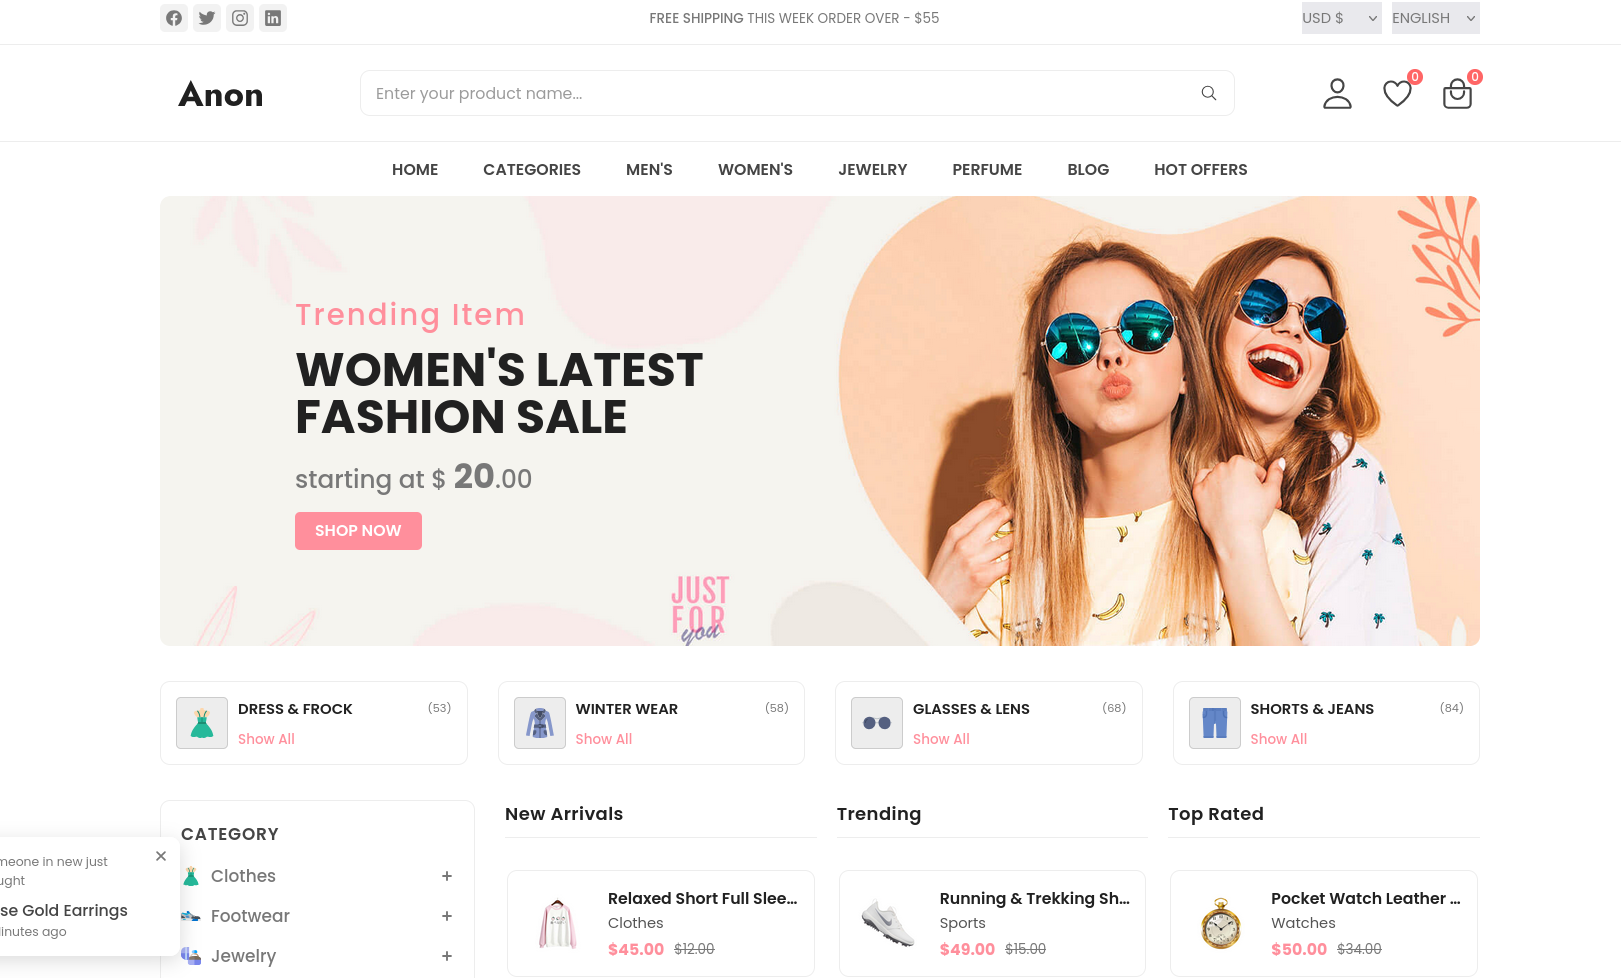 FREE SHIPPING THIS WEEK ORDER OVER - $55
USD $
ENGLISH
Anon
Enter your product name...
0
0
HOME
CATEGORIES
MEN'S
WOMEN'S
JEWELRY
PERFUME
BLOG
HOT OFFERS
Trending Item
WOMEN'S LATEST
FASHION SALE
starting at $ 20.00
SHOP NOW
JUST
FOR
you
DRESS & FROCK
(53)
Show All
WINTER WEAR
(58)
Show All
GLASSES & LENS
(68)
Show All
SHORTS & JEANS
(84)
Show All
CATEGORY
Clothes
+
Footwear
+
Jewelry
+
meone in new just
ught
se Gold Earrings
inutes ago
New Arrivals
Relaxed Short Full Slee...
Clothes
$45.00 $12.00
Trending
Running & Trekking Sh...
Sports
$49.00 $15.00
Top Rated
Pocket Watch Leather ...
Watches
$50.00 $34.00